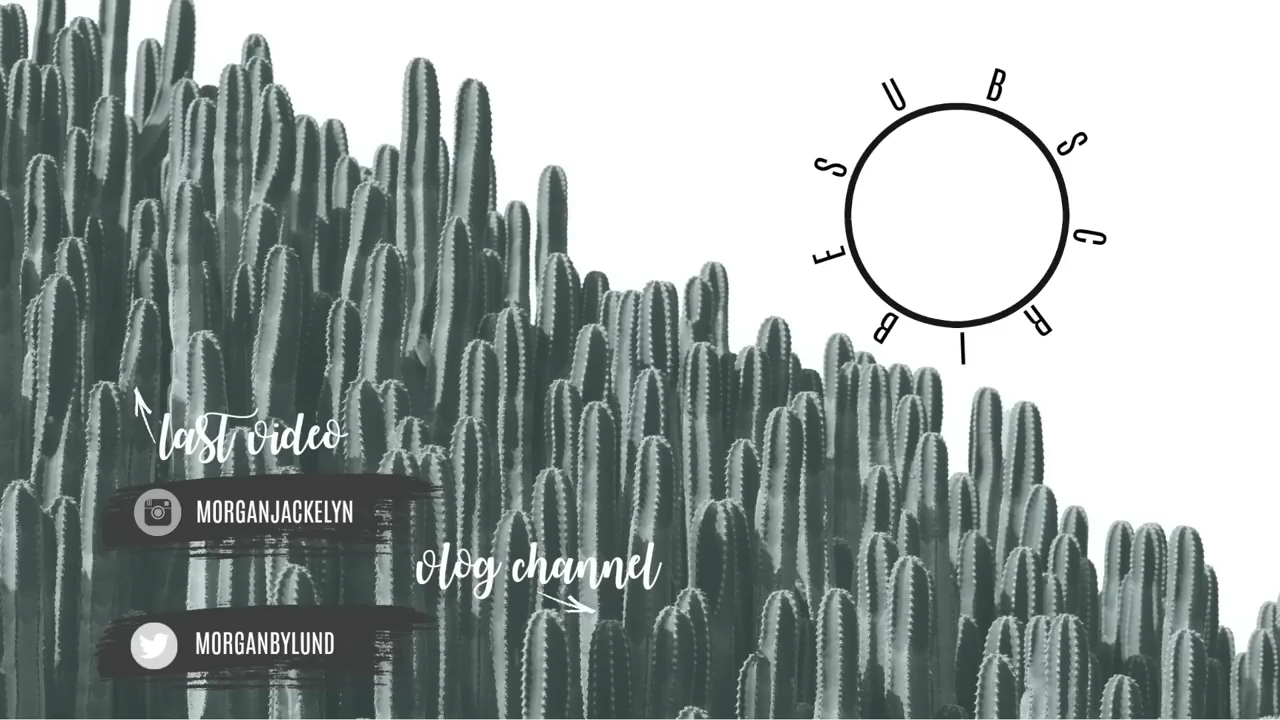 SUBSCRIBE
last video
MORGANJACKELYN
vlog channel
MORGANBYLUND